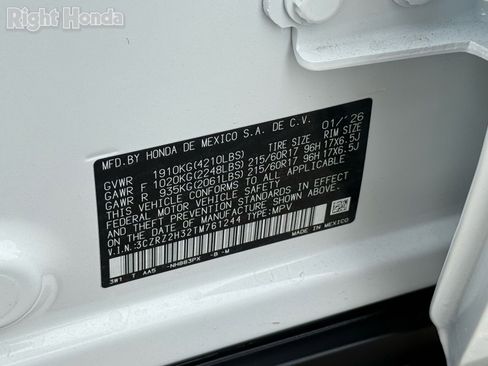 Right Honda
MFD.BY HONDA DE MEXICO S.A. DE C.V. 01/'26
TIRE SIZE RIM SIZE
GVWR 1910KG(4210LBS)
GAWR F 1020KG(2248LBS) 215/60R17 96H 17X6.5J
GAWR R 935KG(2061LBS) 215/60R17 96H 17X6.5J
THIS VEHICLE CONFORMS TO ALL APPLICABLE
FEDERAL MOTOR VEHICLE SAFETY
STANDARDS IN EFFECT ON THE DATE OF
MANUFACTURE SHOWN ABOVE.
V.I.N:3CZRZ2H32TM761244 TYPE:MPV
MADE IN MEXICO
3W1 T AA5 -NH883PX -B -M